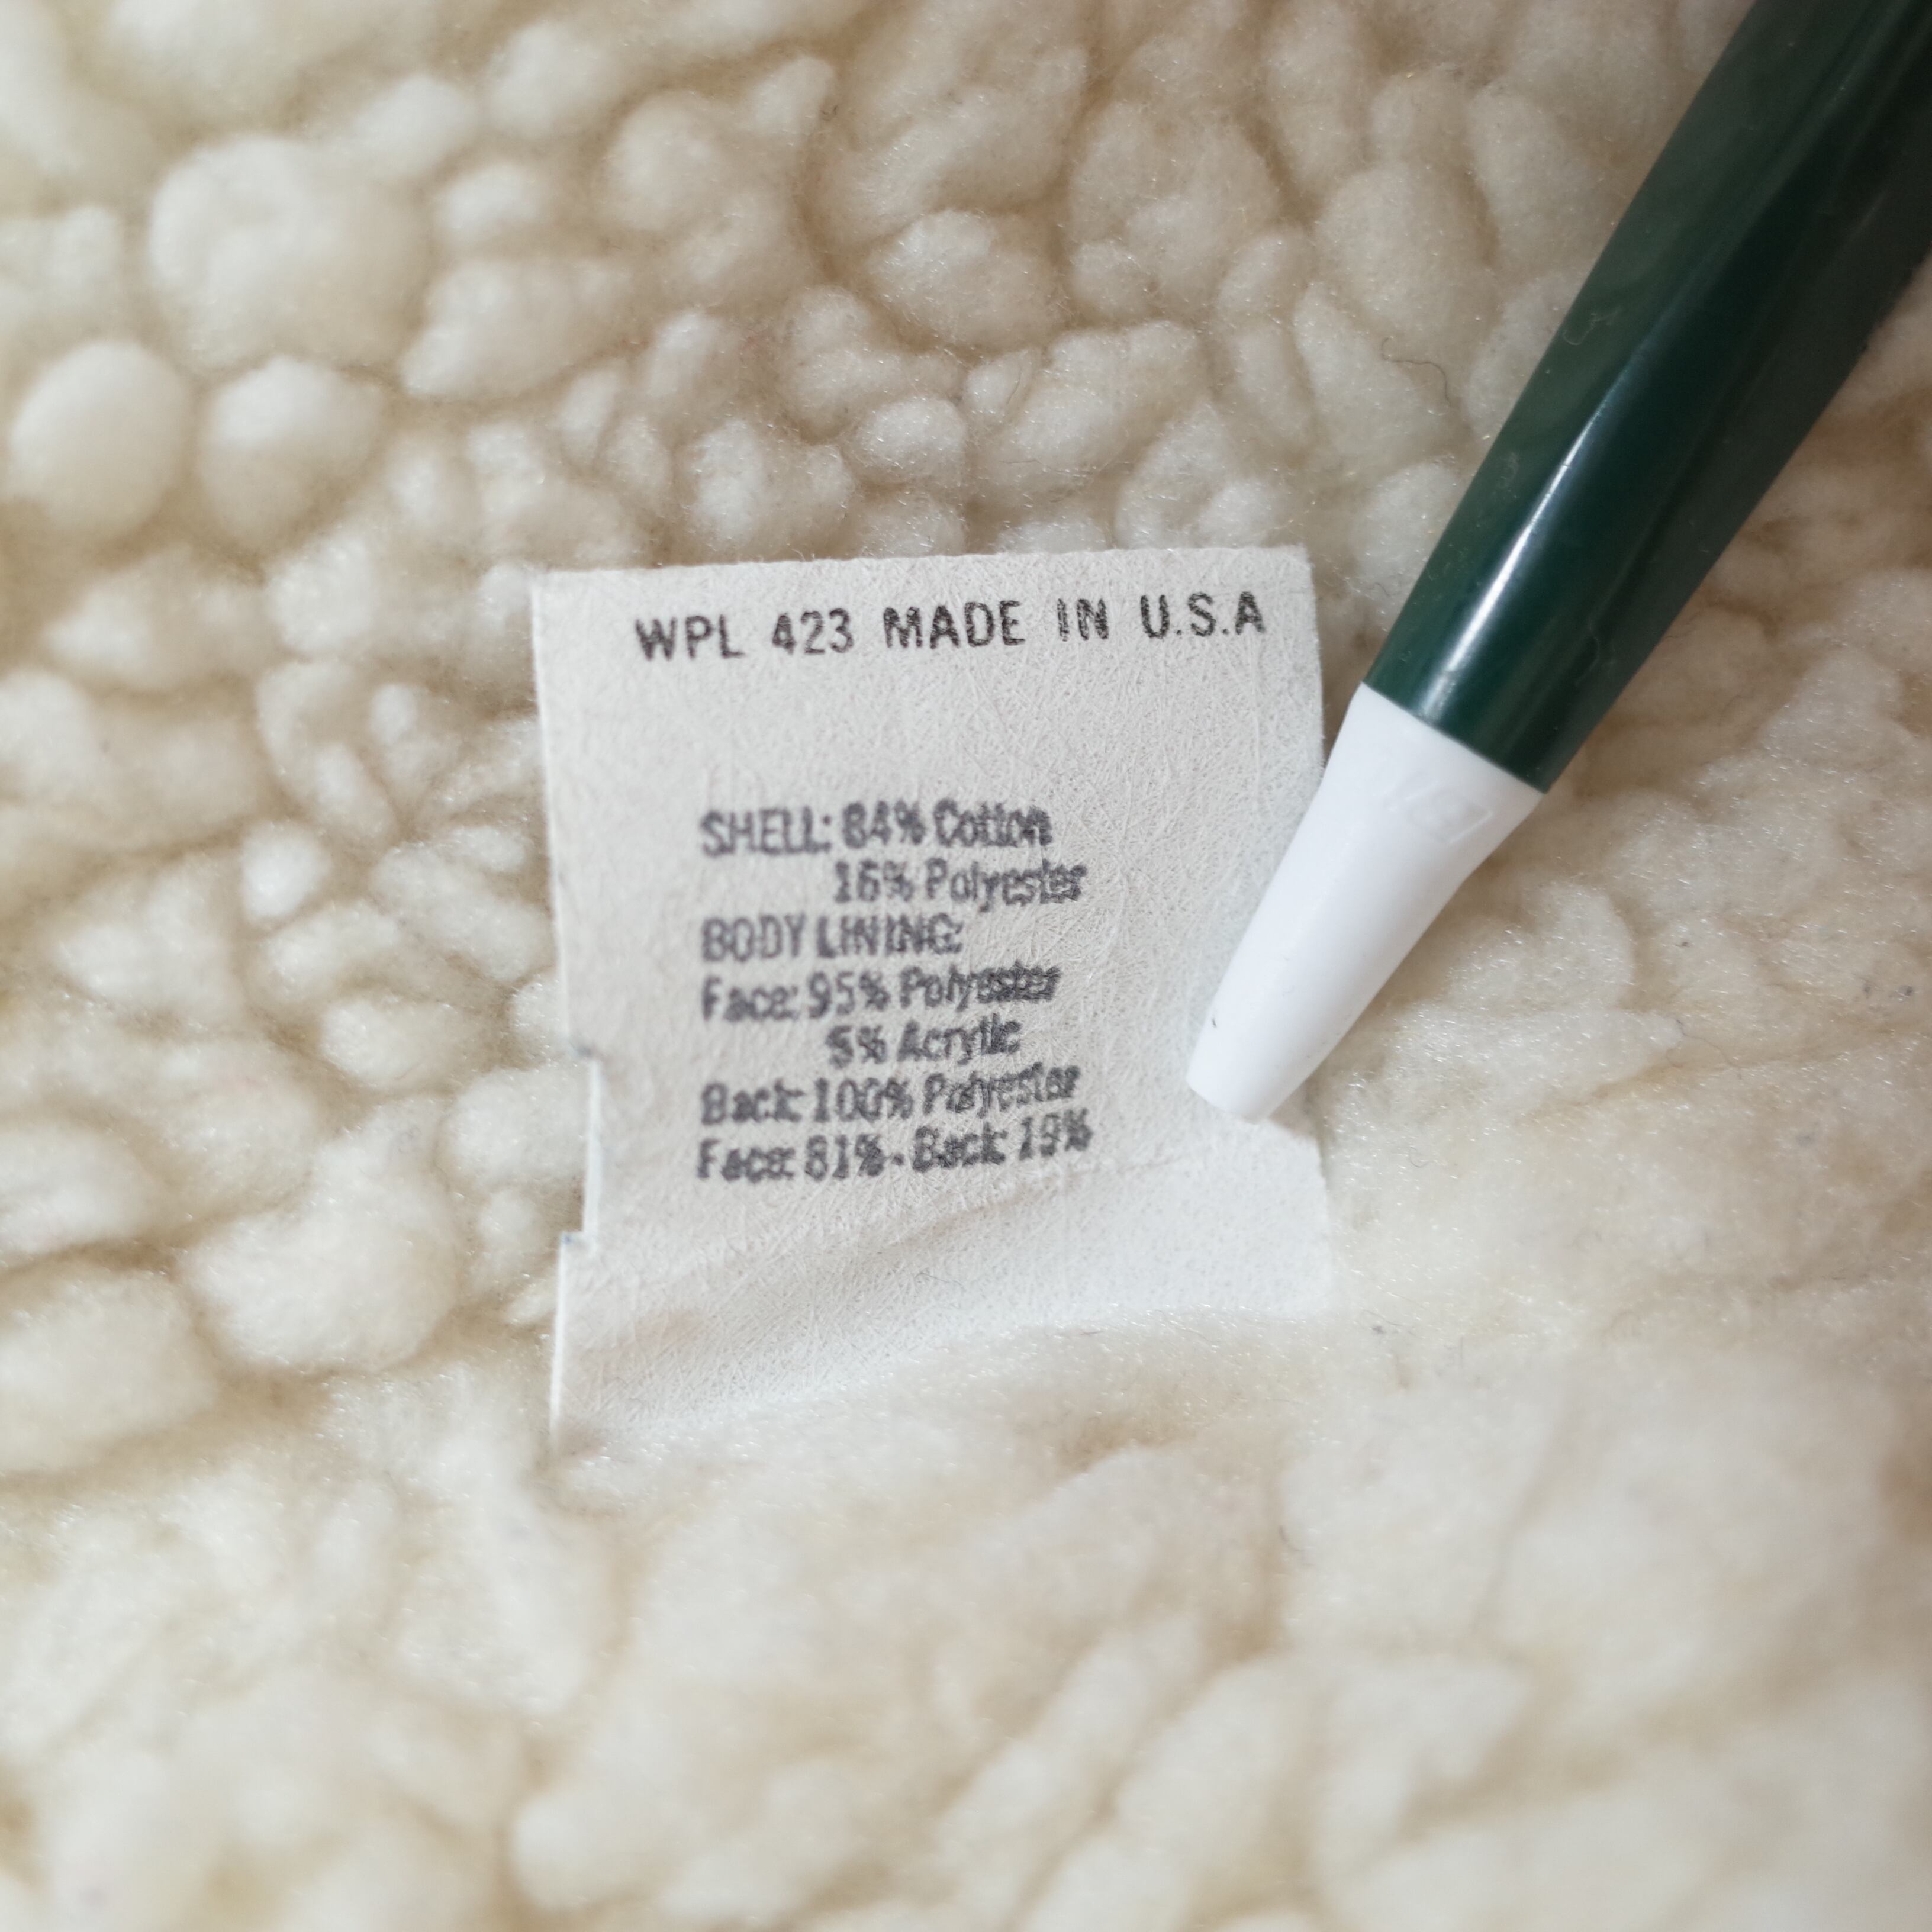 WPL 423 MADE IN U.S.A
SHELL: 84% Cotton
16% Polyester
BODY LINING:
Face: 95% Polyester
5% Acrylic
Back: 100% Polyester
Face: 81% - Back: 19%